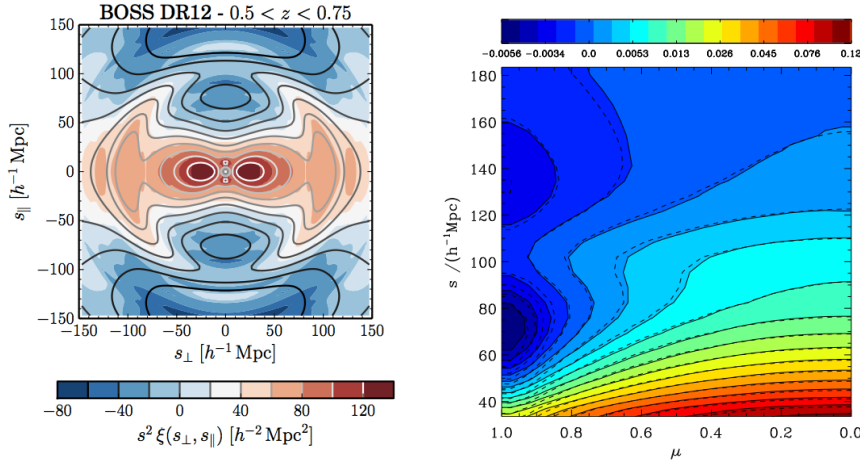 BOSS DR12 - 0.5 < z < 0.75
150
100
50
0
−50
−100
−150
s∥ [h⁻¹ Mpc]
−150 −100 −50 0 50 100 150
s⊥ [h⁻¹ Mpc]
−80 −40 0 40 80 120
s² ξ(s⊥, s∥) [h⁻² Mpc²]
−0.0056 −0.0034 0.0 0.0053 0.015 0.026 0.045 0.076 0.12
180
160
140
120
100
80
60
40
s /(h⁻¹Mpc)
1.0 0.8 0.6 0.4 0.2 0.0
μ